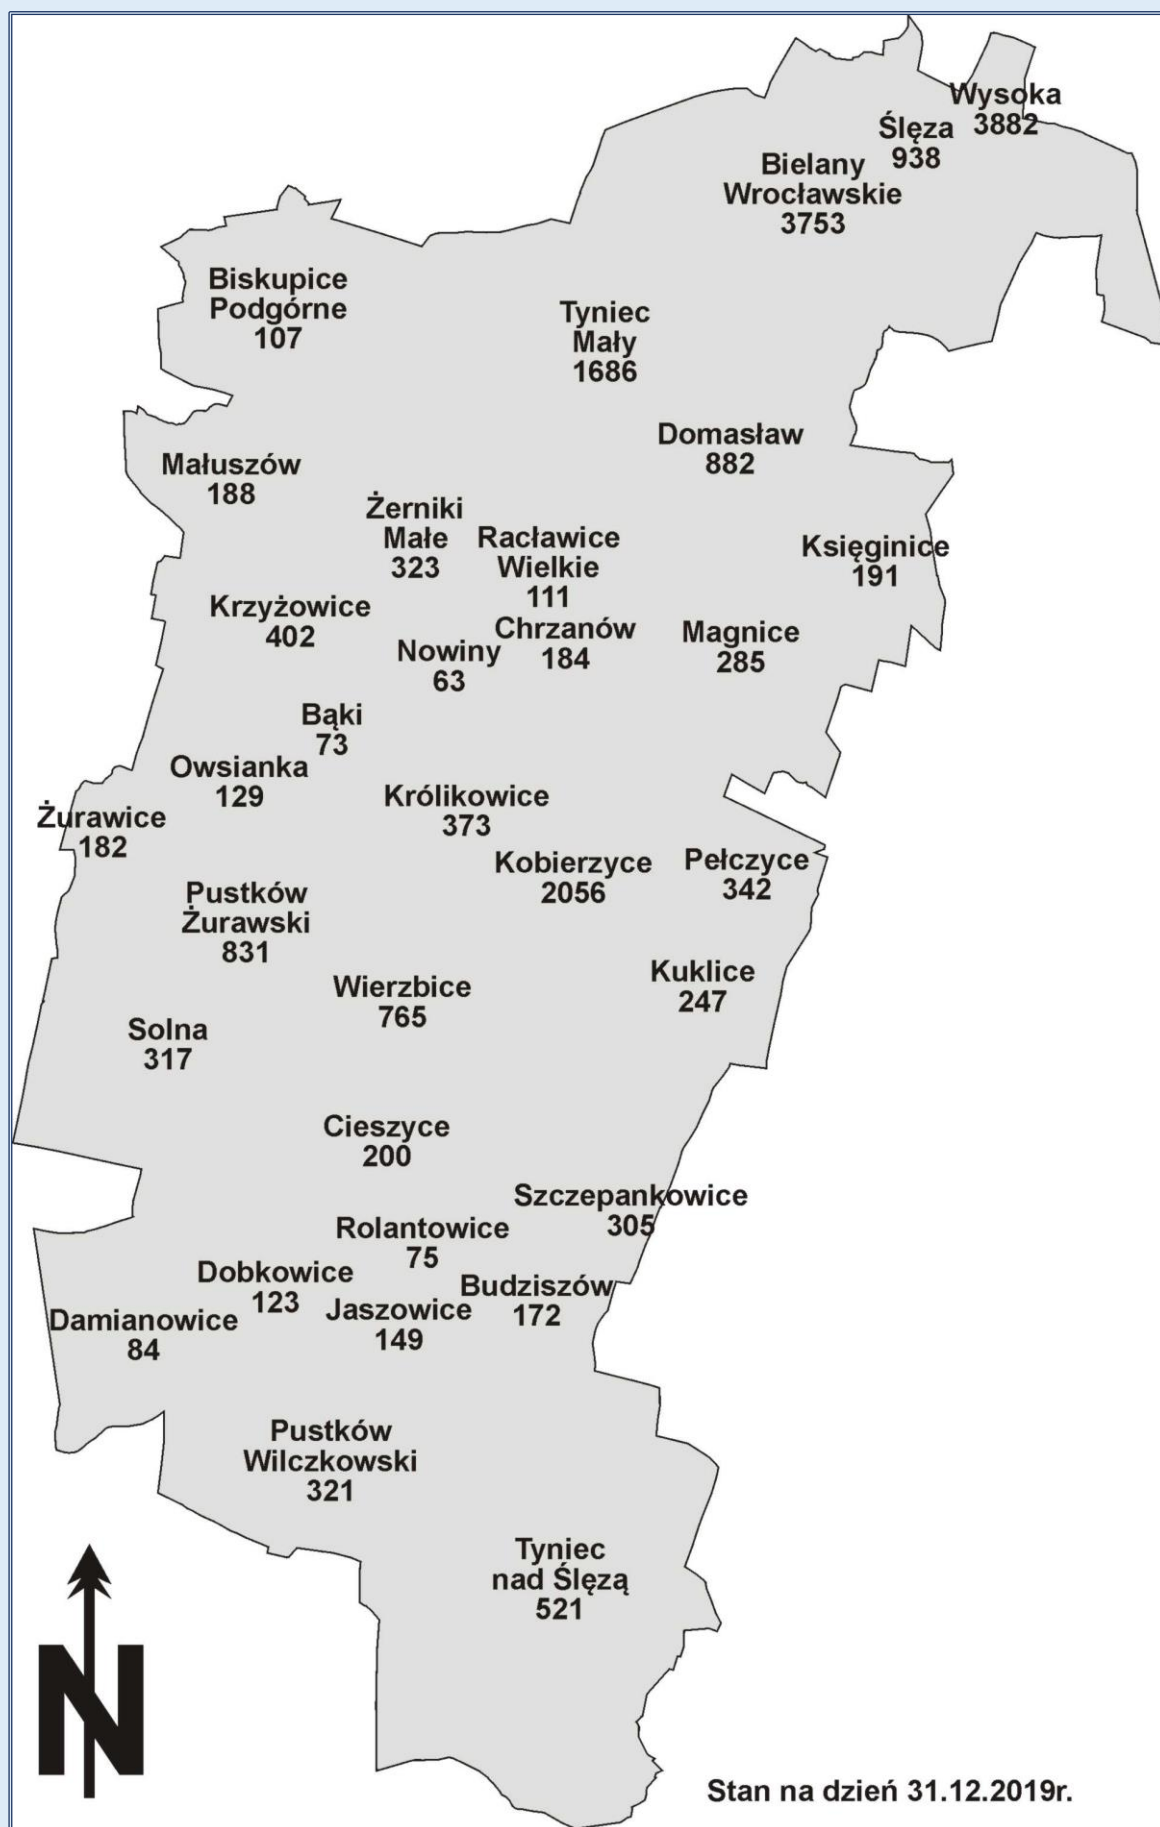 Wysoka
3882
Ślęza
938
Bielany
Wrocławskie
3753
Biskupice
Podgórne
107
Tyniec
Mały
1686
Domasław
882
Małuszów
188
Żerniki
Małe
323
Racławice
Wielkie
111
Księginice
191
Krzyżowice
402
Chrzanów
184
Magnice
285
Nowiny
63
Bąki
73
Owsianka
129
Królikowice
373
Żurawice
182
Kobierzyce
2056
Pełczyce
342
Pustków
Żurawski
831
Wierzbice
765
Kuklice
247
Solna
317
Cieszyce
200
Szczepankowice
305
Rolantowice
75
Dobkowice
123
Budziszów
172
Jaszowice
149
Damianowice
84
Pustków
Wilczkowski
321
Tyniec
nad Ślęzą
521
N
Stan na dzień 31.12.2019r.